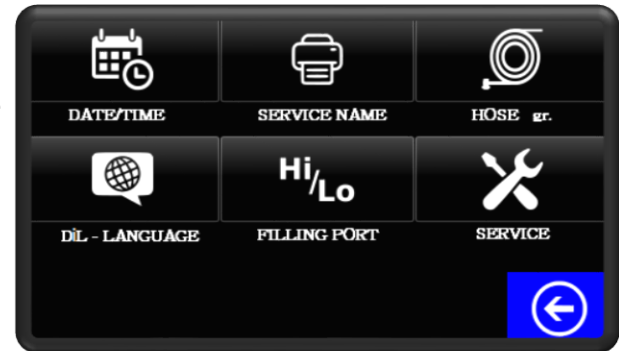 DATE/TIME
SERVICE NAME
HOSE gr.
Hi/Lo
DİL - LANGUAGE
FILLING PORT
SERVICE